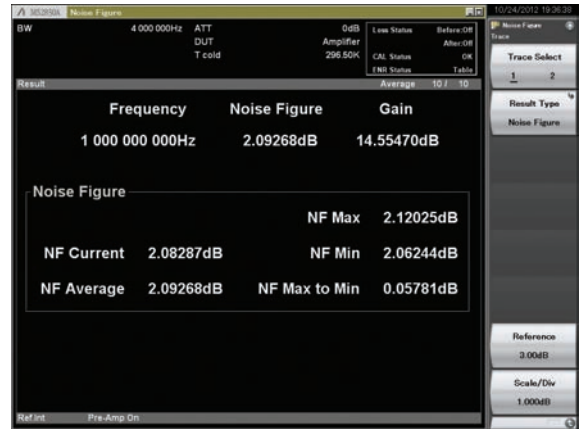 MS2690A Noise Figure
10/24/2012 19:36:38
BW 4 000 000Hz ATT 0dB
DUT Amplifier
T cold 296.50K
Loss Status Before:Off
After:Off
CAL Status OK
ENR Status Table
Result Average 10 / 10
Frequency Noise Figure Gain
1 000 000 000Hz 2.09268dB 14.55470dB
Noise Figure
NF Max 2.12025dB
NF Current 2.08287dB NF Min 2.06244dB
NF Average 2.09268dB NF Max to Min 0.05781dB
Ref.Int Pre-Amp On
Noise Figure
Trace
Trace Select
1 2
Result Type
Noise Figure
Reference
3.00dB
Scale/Div
1.000dB